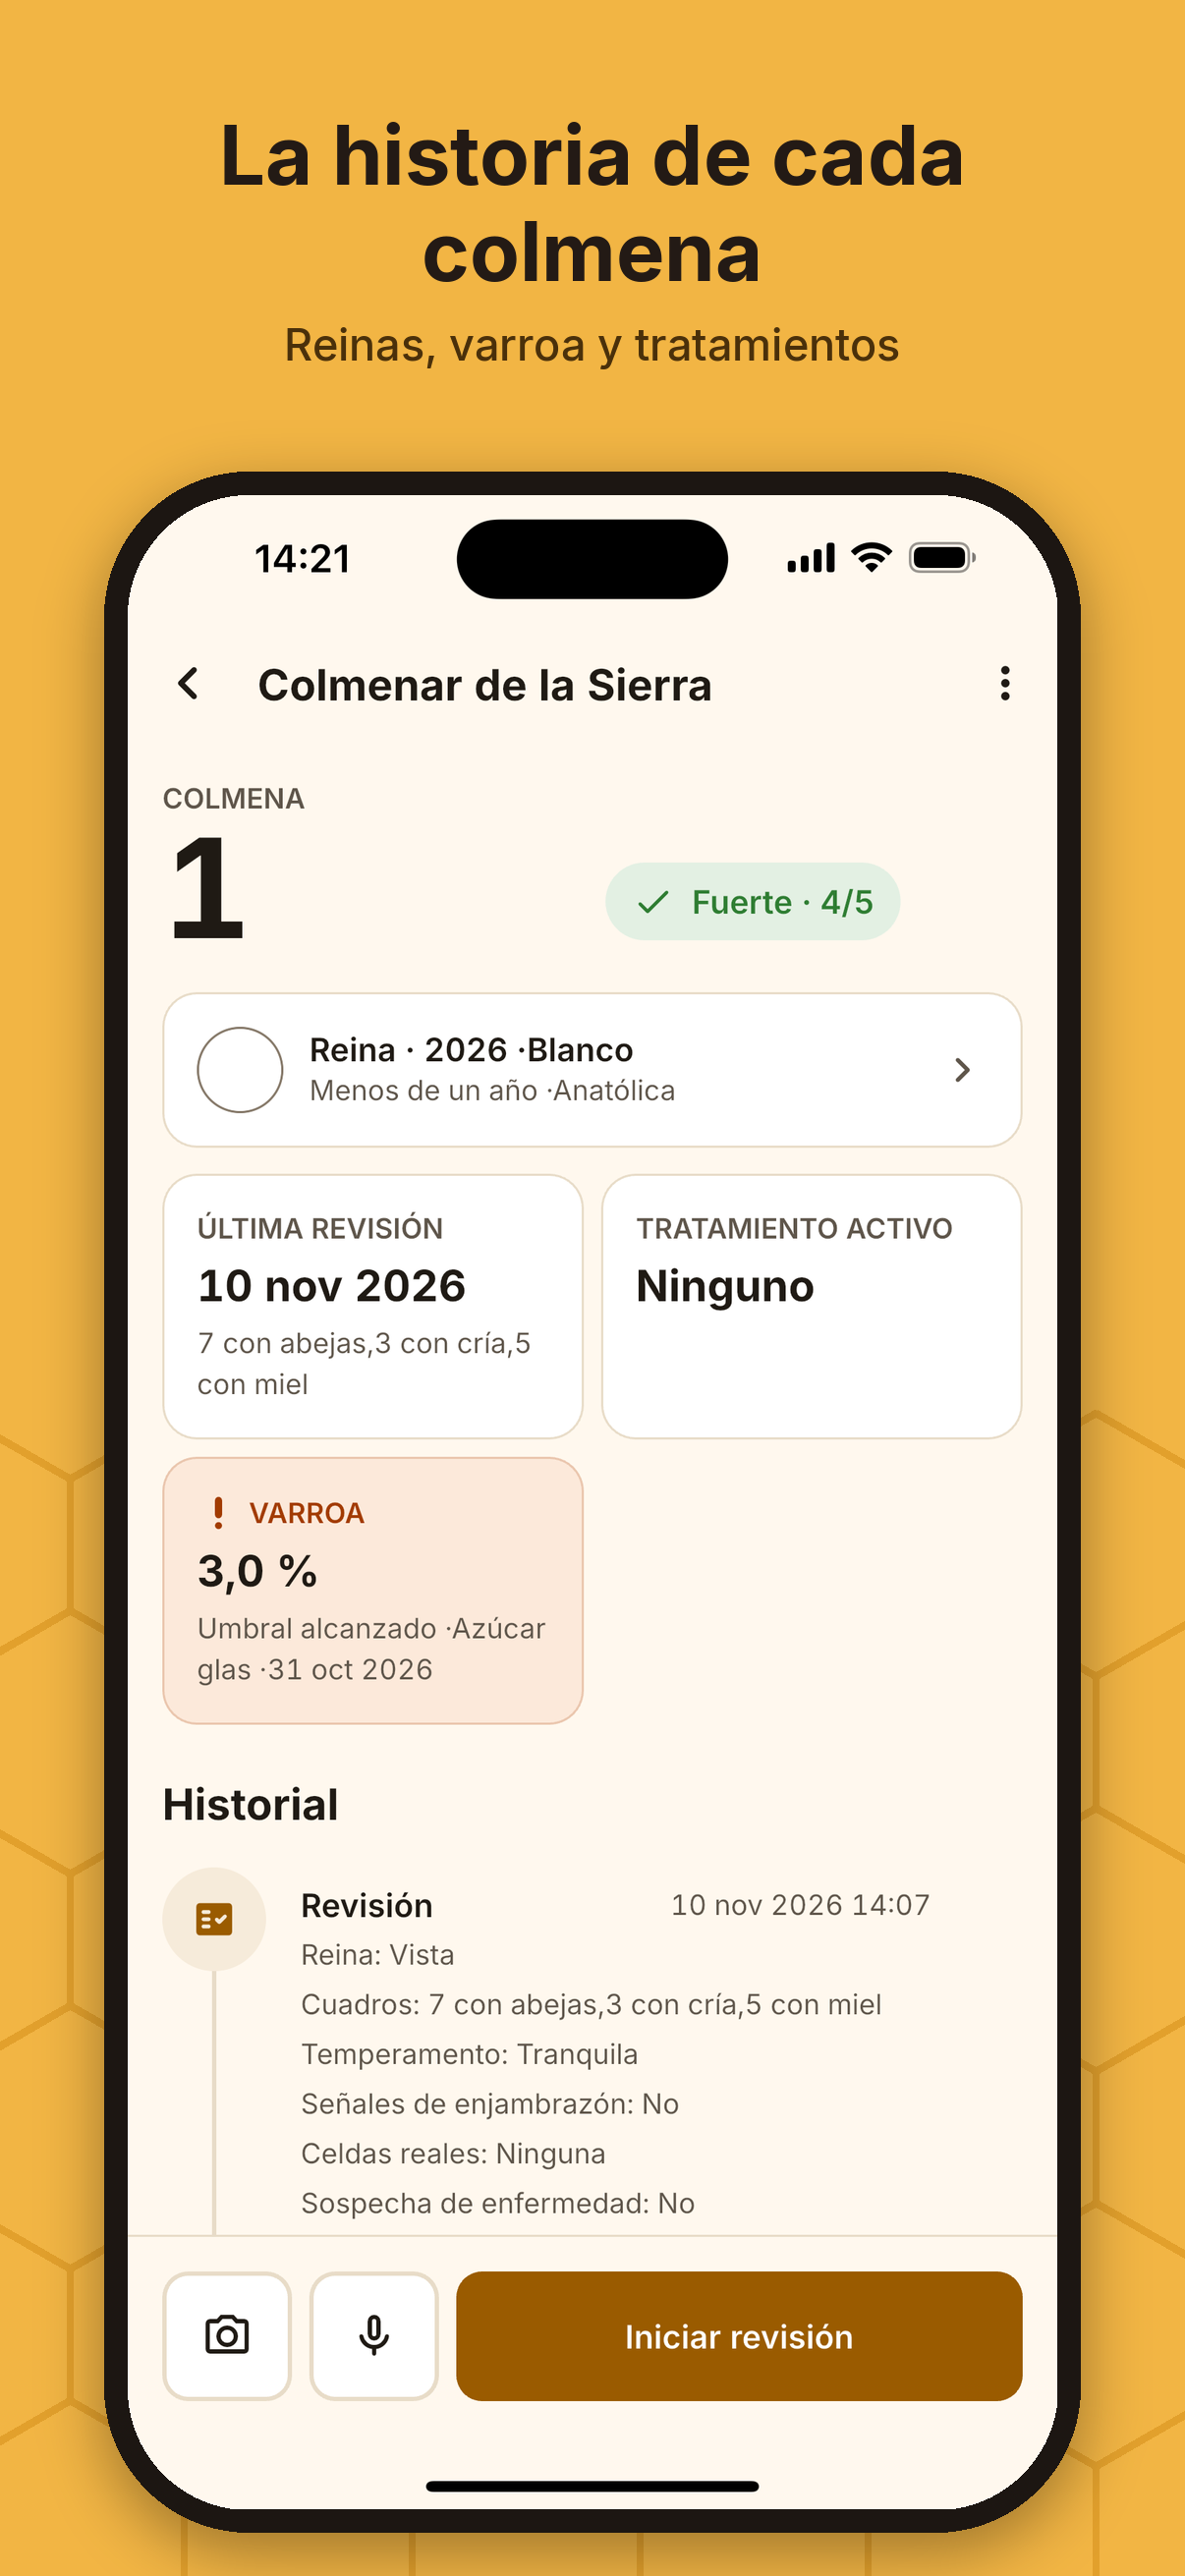 La historia de cada
colmena
Reinas, varroa y tratamientos
14:21
Colmenar de la Sierra
COLMENA
1
Fuerte · 4/5
Reina · 2026 ·Blanco
Menos de un año ·Anatólica
ÚLTIMA REVISIÓN
10 nov 2026
7 con abejas,3 con cría,5
con miel
TRATAMIENTO ACTIVO
Ninguno
VARROA
3,0 %
Umbral alcanzado ·Azúcar
glas ·31 oct 2026
Historial
Revisión 10 nov 2026 14:07
Reina: Vista
Cuadros: 7 con abejas,3 con cría,5 con miel
Temperamento: Tranquila
Señales de enjambrazón: No
Celdas reales: Ninguna
Sospecha de enfermedad: No
Iniciar revisión